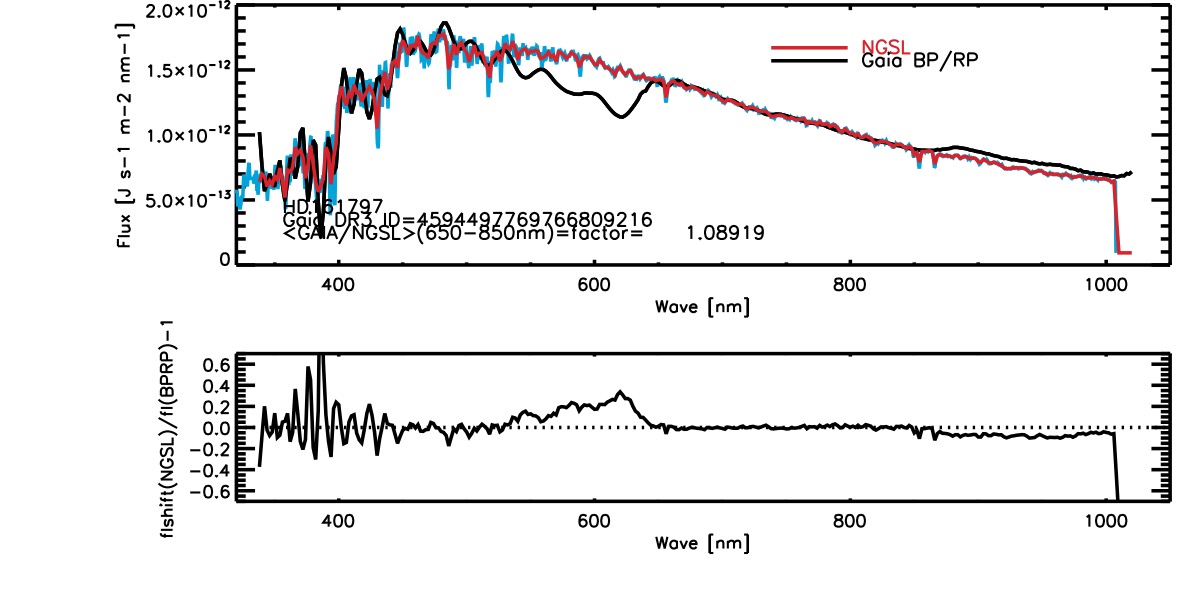 2.0×10−12
1.5×10−12
1.0×10−12
5.0×10−13
0
Flux [J s−1 m−2 nm−1]
NGSL
Gaia BP/RP
HD161797
Gaia DR3 ID=4594497769766809216
<GAIA/NGSL>(650−850nm)=factor= 1.08919
400 600 800 1000
Wave [nm]
flshift(NGSL)/fl(BPRP)−1
0.6
0.4
0.2
0.0
−0.2
−0.4
−0.6
400 600 800 1000
Wave [nm]